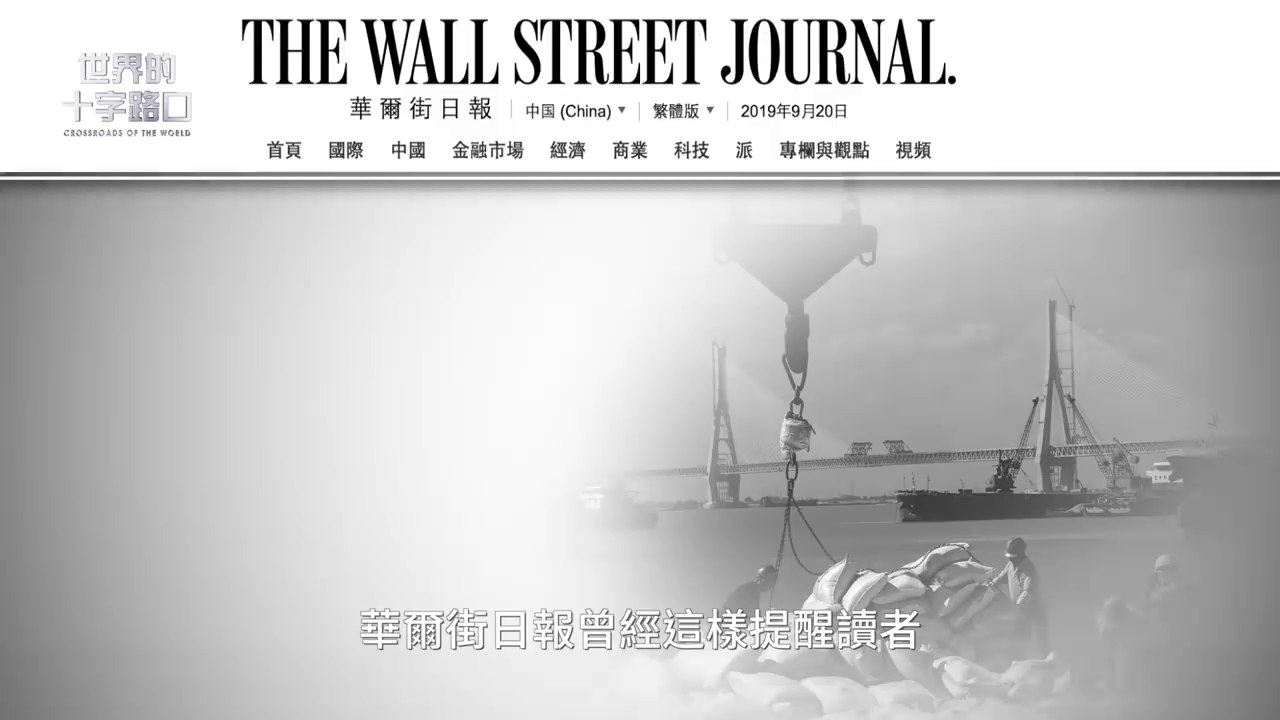 THE WALL STREET JOURNAL.
世界的
十字路口
CROSSROADS OF THE WORLD
華爾街日報 中国 (China) 繁體版 2019年9月20日
首頁 國際 中國 金融市場 經濟 商業 科技 派 專欄與觀點 視頻
華爾街日報曾經這樣提醒讀者